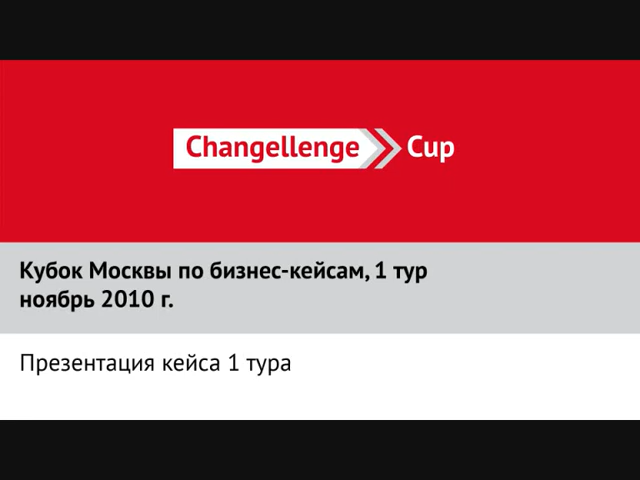 Changellenge Cup
Кубок Москвы по бизнес-кейсам, 1 тур
ноябрь 2010 г.
Презентация кейса 1 тура